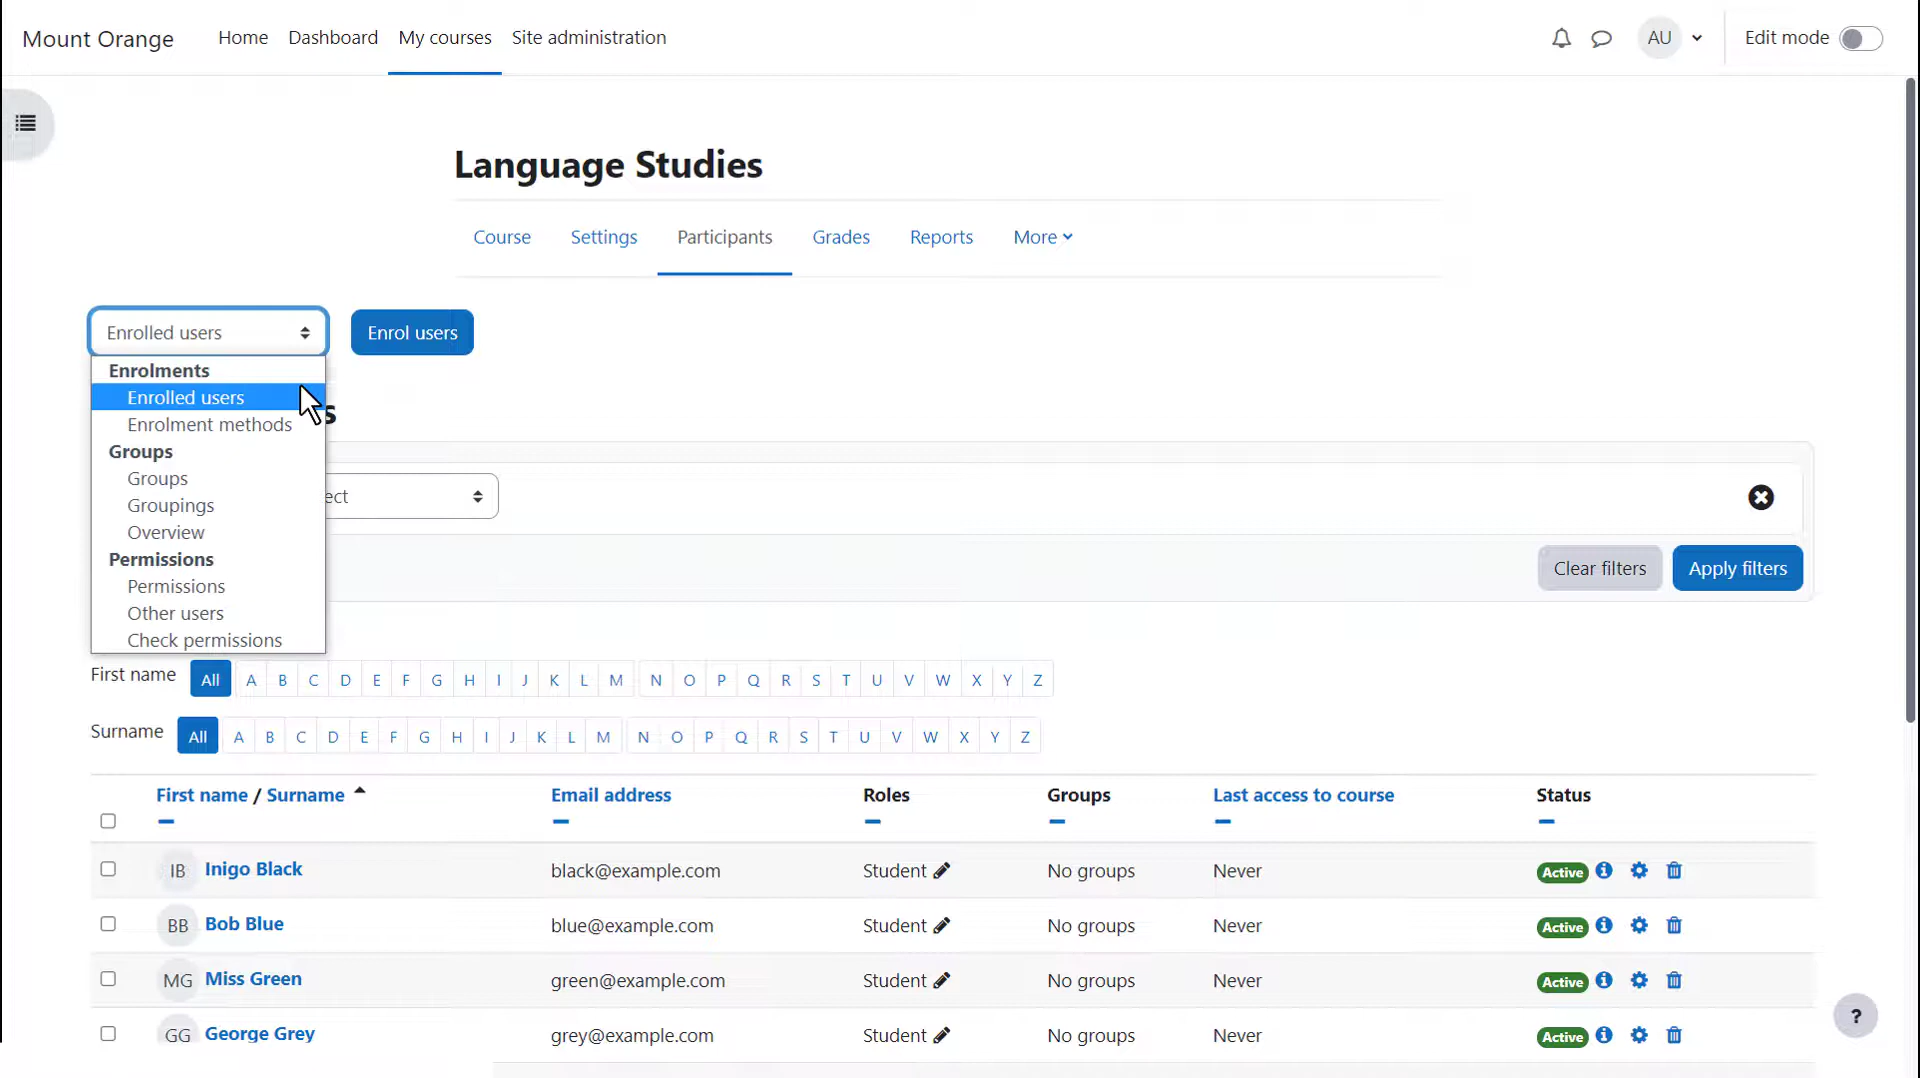 Mount Orange Home Dashboard My courses Site administration AU Edit mode
Language Studies
Course Settings Participants Grades Reports More
Enrolled users Enrol users
Enrolments
Enrolled users
Enrolment methods
Groups
Groups
Groupings
Overview
Permissions
Permissions
Other users
Check permissions
Clear filters Apply filters
First name All A B C D E F G H I J K L M N O P Q R S T U V W X Y Z
Surname All A B C D E F G H I J K L M N O P Q R S T U V W X Y Z
First name / Surname Email address Roles Groups Last access to course Status
IB Inigo Black black@example.com Student No groups Never Active
BB Bob Blue blue@example.com Student No groups Never Active
MG Miss Green green@example.com Student No groups Never Active
GG George Grey grey@example.com Student No groups Never Active
?